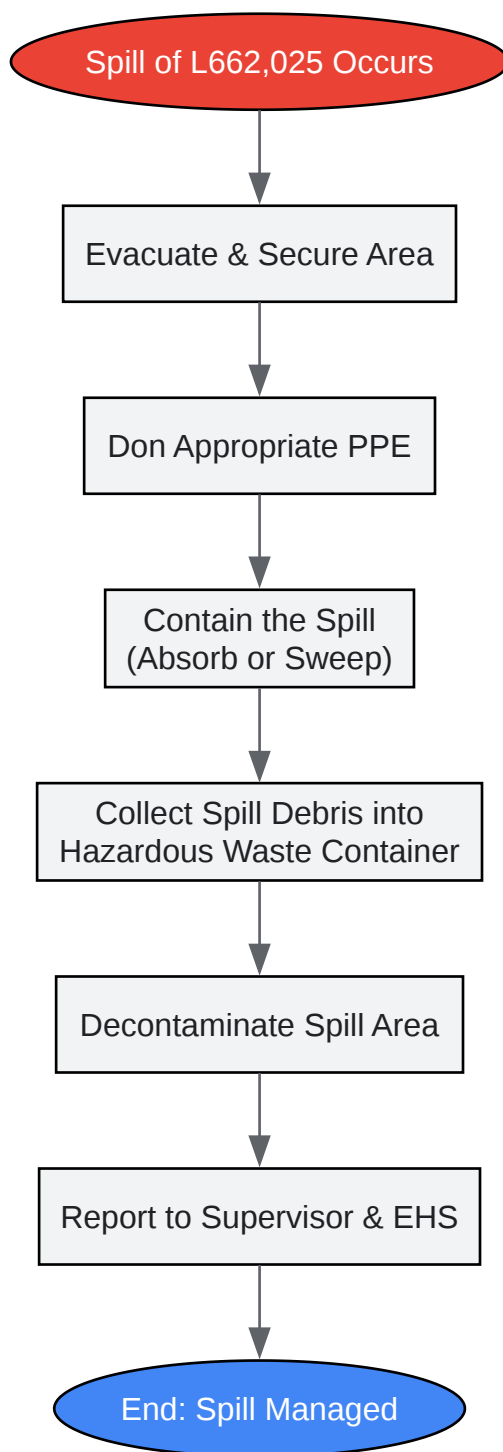 Spill of L662,025 Occurs
Evacuate & Secure Area
Don Appropriate PPE
Contain the Spill
(Absorb or Sweep)
Collect Spill Debris into
Hazardous Waste Container
Decontaminate Spill Area
Report to Supervisor & EHS
End: Spill Managed